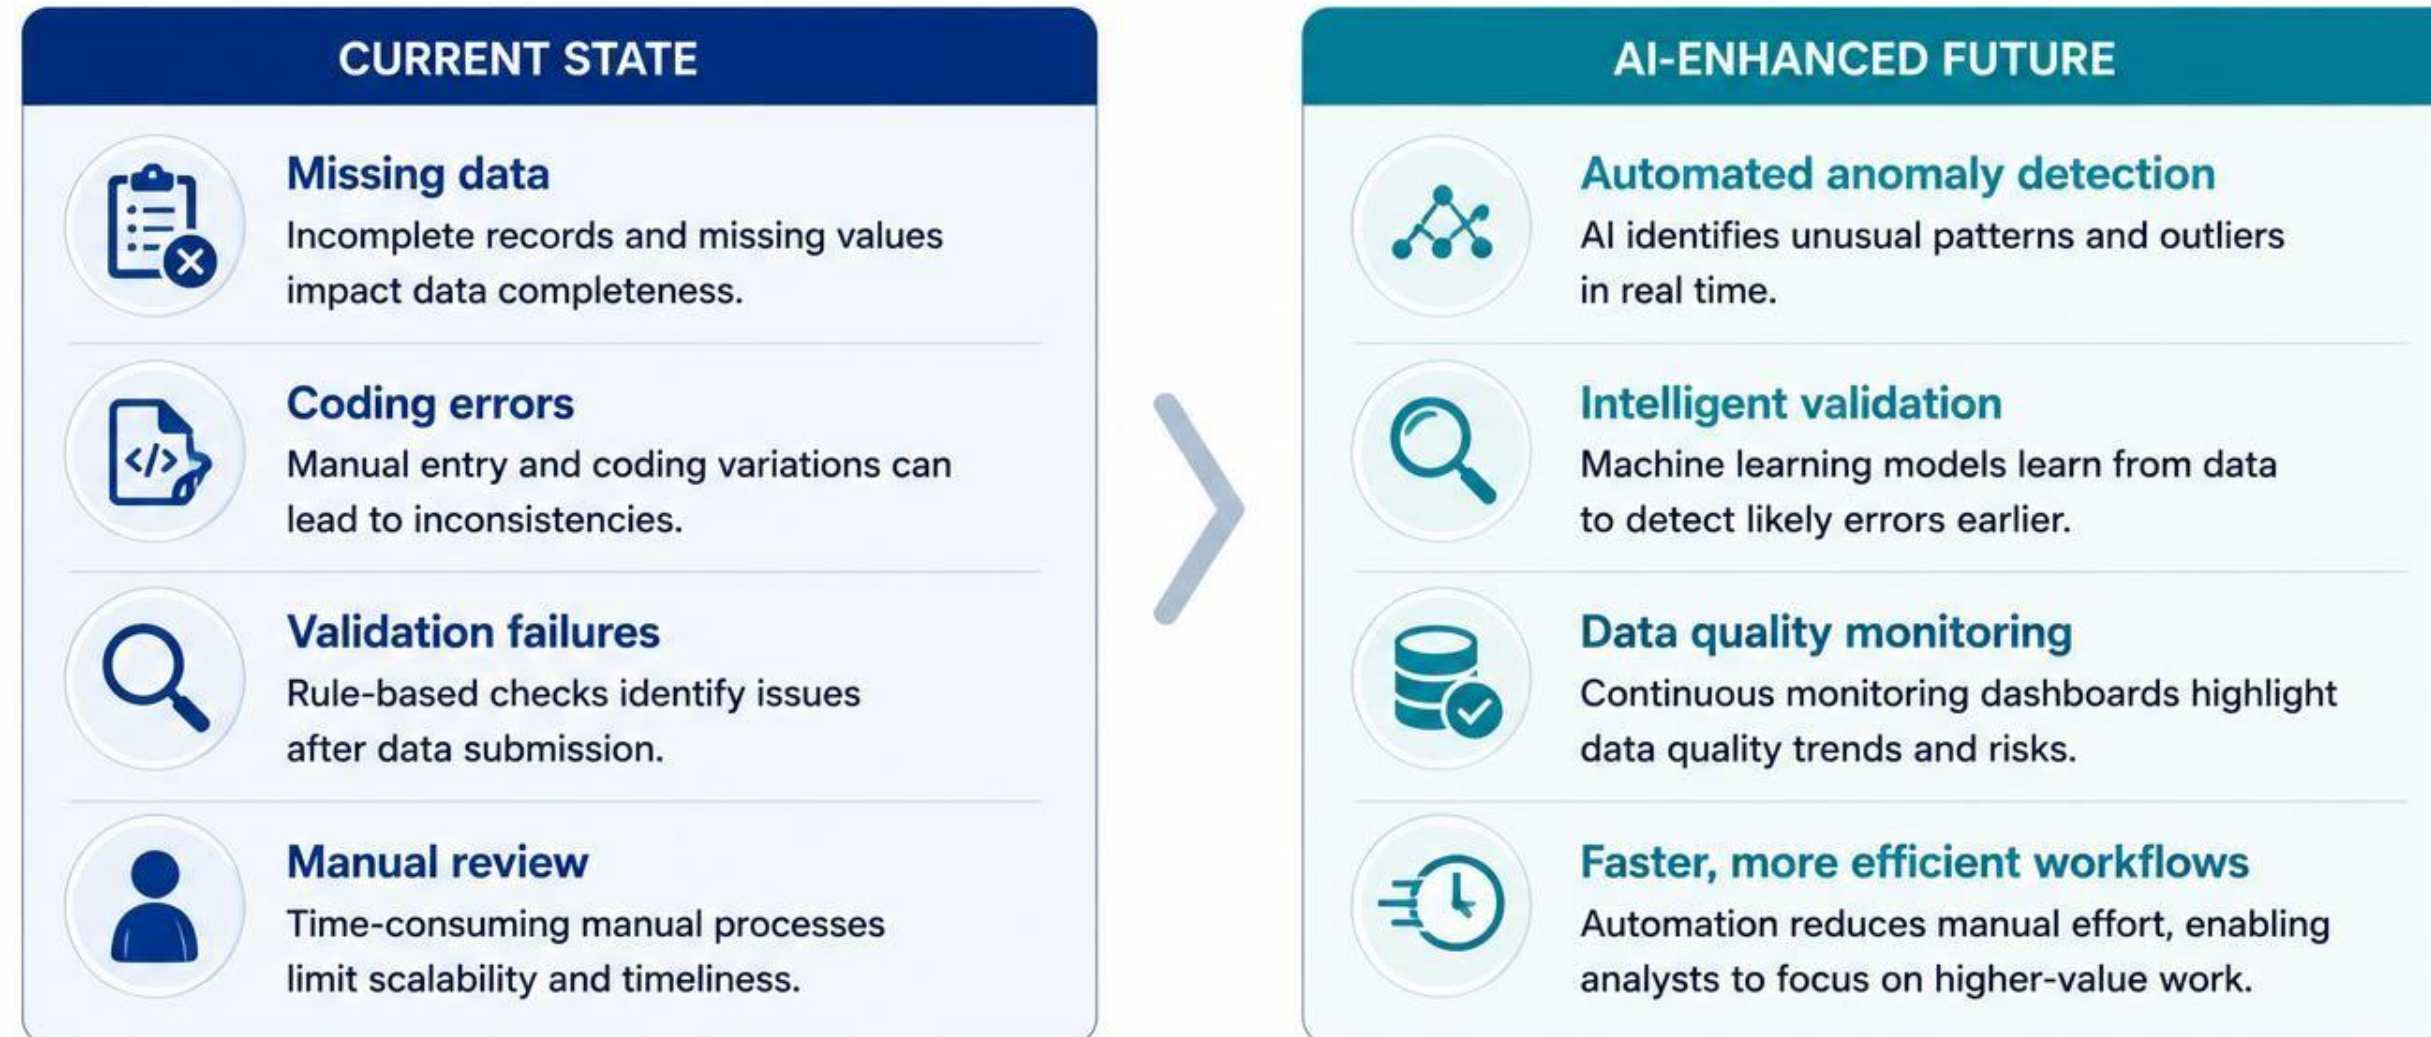 CURRENT STATE
Missing data
Incomplete records and missing values
impact data completeness.
Coding errors
</>
Manual entry and coding variations can
lead to inconsistencies.
Validation failures
Rule-based checks identify issues
after data submission.
Manual review
Time-consuming manual processes
limit scalability and timeliness.
AI-ENHANCED FUTURE
Automated anomaly detection
AI identifies unusual patterns and outliers
in real time.
Intelligent validation
Machine learning models learn from data
to detect likely errors earlier.
Data quality monitoring
Continuous monitoring dashboards highlight
data quality trends and risks.
Faster, more efficient workflows
Automation reduces manual effort, enabling
analysts to focus on higher-value work.